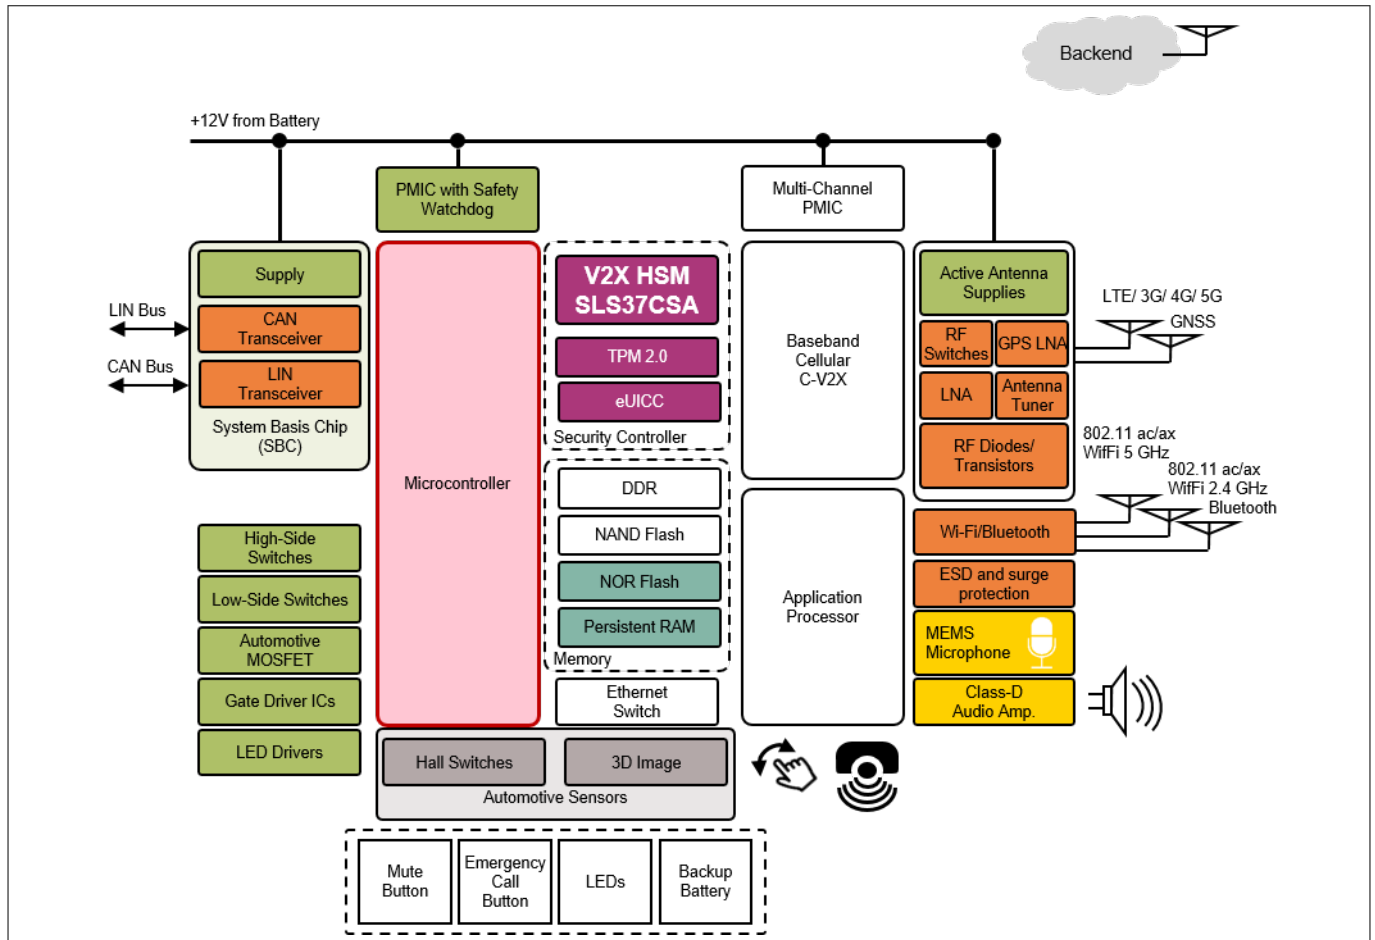 Backend
+12V from Battery
PMIC with Safety
Watchdog
Multi-Channel
PMIC
Supply
CAN
Transceiver
LIN
Transceiver
System Basis Chip
(SBC)
LIN Bus
CAN Bus
Microcontroller
V2X HSM
SLS37CSA
TPM 2.0
eUICC
Security Controller
DDR
NAND Flash
NOR Flash
Persistent RAM
Memory
Ethernet
Switch
Baseband
Cellular
C-V2X
Application
Processor
Active Antenna
Supplies
RF
Switches
GPS LNA
LNA
Antenna
Tuner
RF Diodes/
Transistors
LTE/ 3G/ 4G/ 5G
GNSS
802.11 ac/ax
WifFi 5 GHz
802.11 ac/ax
WifFi 2.4 GHz
Bluetooth
Wi-Fi/Bluetooth
ESD and surge
protection
MEMS
Microphone
Class-D
Audio Amp.
High-Side
Switches
Low-Side Switches
Automotive
MOSFET
Gate Driver ICs
LED Drivers
Hall Switches
3D Image
Automotive Sensors
Mute
Button
Emergency
Call
Button
LEDs
Backup
Battery